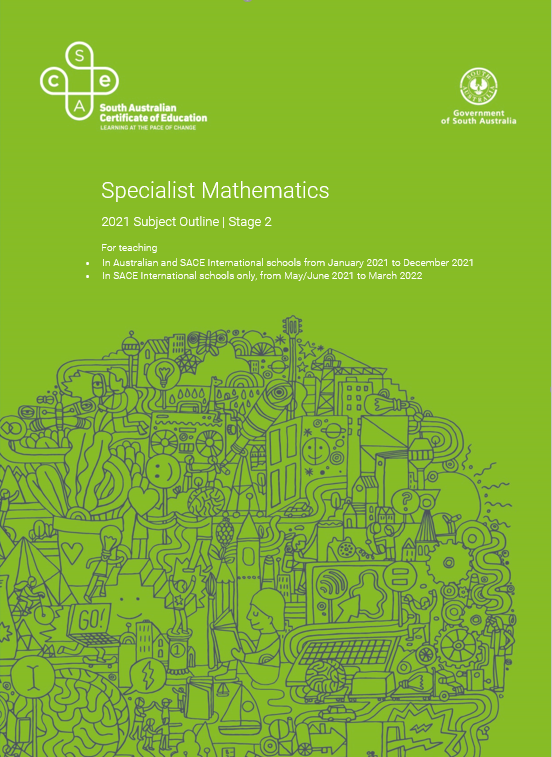 S
C e
A
South Australian
Certificate of Education
LEARNING AT THE PACE OF CHANGE
SOUTH AUSTRALIA
Government
of South Australia
Specialist Mathematics
2021 Subject Outline | Stage 2
For teaching
• In Australian and SACE International schools from January 2021 to December 2021
• In SACE International schools only, from May/June 2021 to March 2022
?
GO!